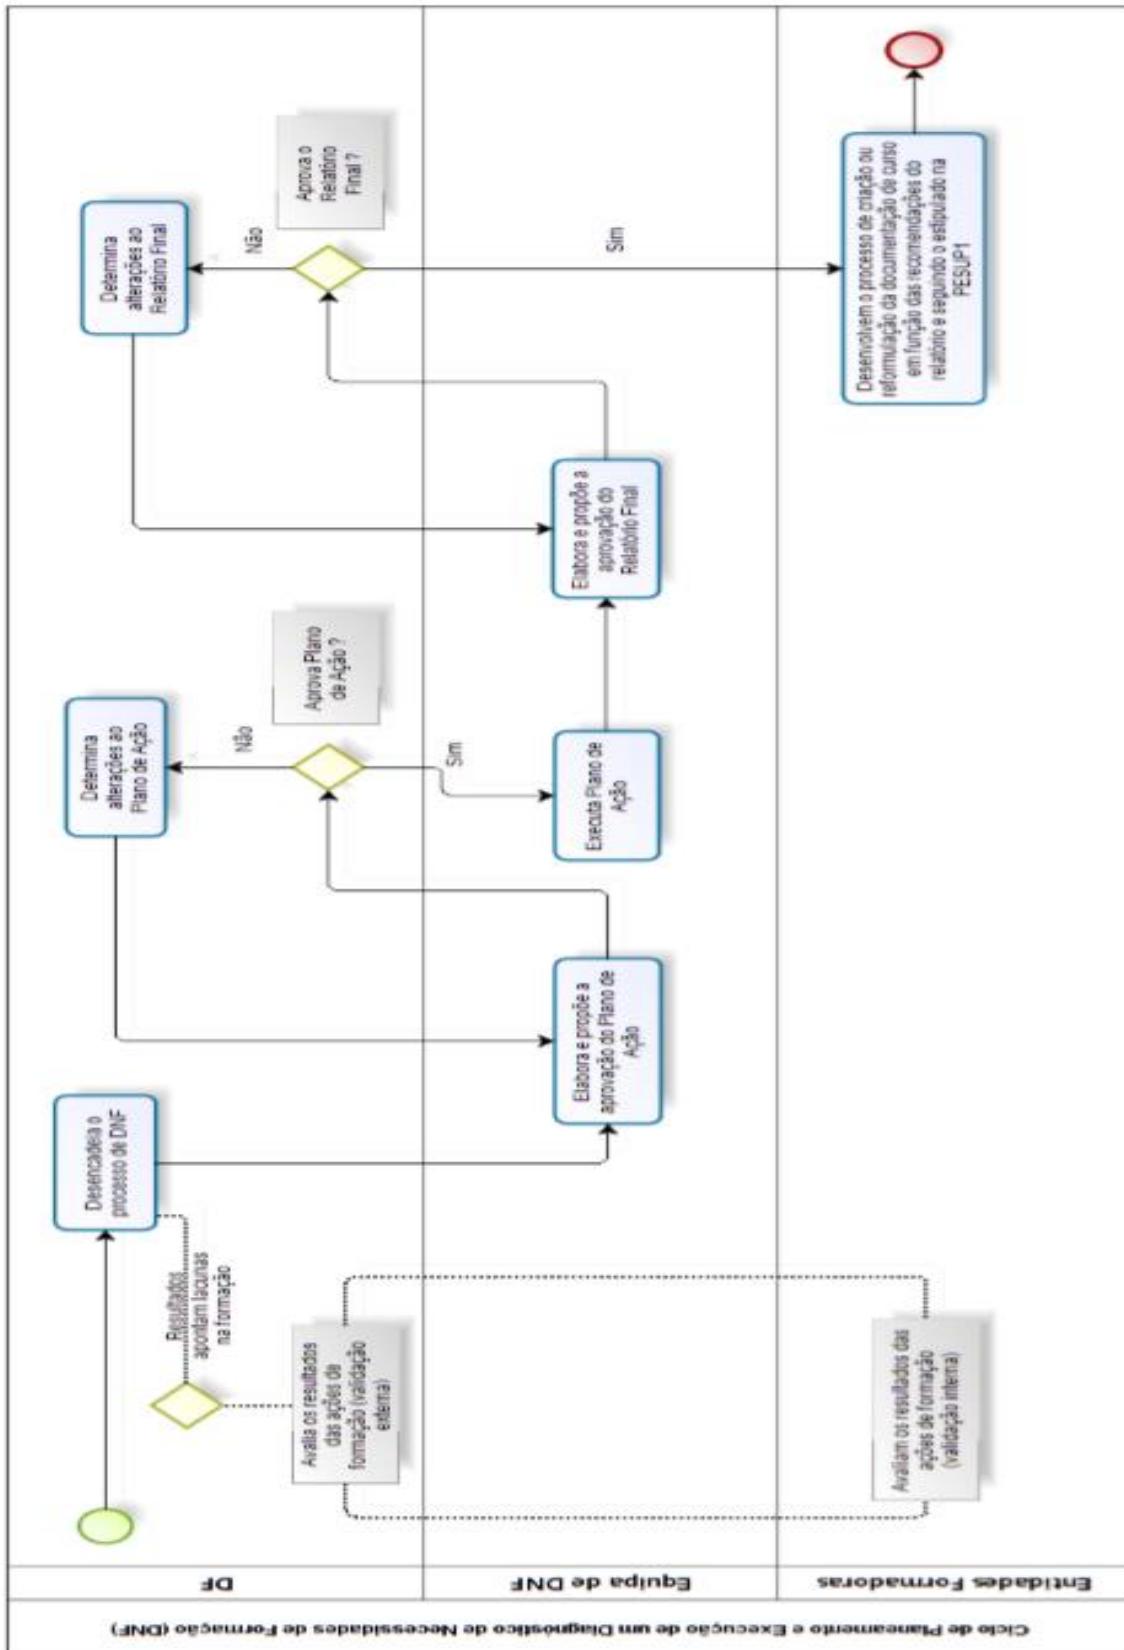 Ciclo de Planeamento e Execução de um Diagnóstico de Necessidades de Formação (DNF)
DF
Equipa de DNF
Entidades Formadoras
Desencadeia o
processo de DNF
Resultados
apontam lacunas
na formação
Avalia os resultados
das ações de
formação (validação
externa)
Avaliam os resultados das
ações de formação
(validação interna)
Elabora e propõe a
aprovação do Plano de
Ação
Determina
alterações ao
Plano de Ação
Não
Aprova Plano
de Ação ?
Sim
Executa Plano de
Ação
Elabora e propõe a
aprovação do
Relatório Final
Determina
alterações ao
Relatório Final
Não
Aprova o
Relatório
Final ?
Sim
Desenvolvem o processo de criação ou
reformulação da documentação de curso
em função das recomendações do
relatório e seguindo o estipulado na
PESUP1